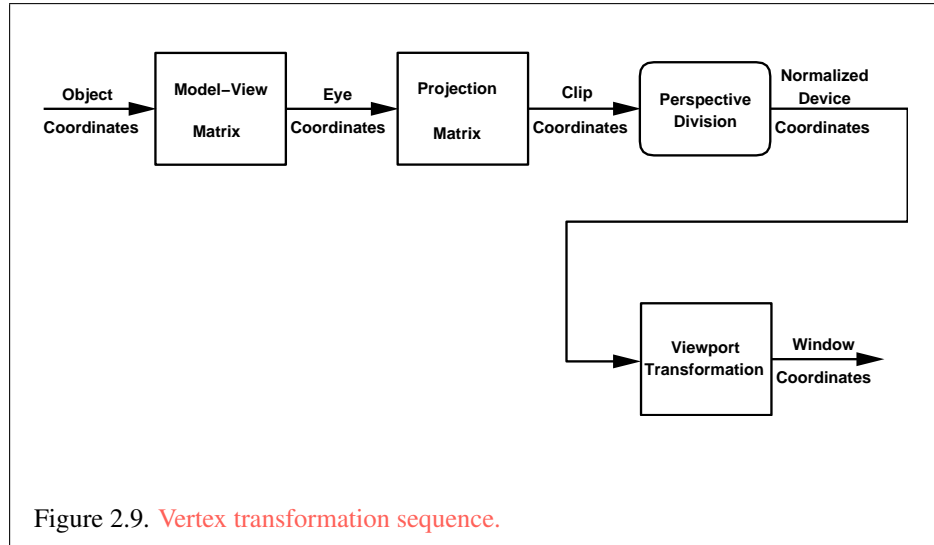 Object
Coordinates
Model–View
Matrix
Eye
Coordinates
Projection
Matrix
Clip
Coordinates
Perspective
Division
Normalized
Device
Coordinates
Viewport
Transformation
Window
Coordinates
Figure 2.9. Vertex transformation sequence.